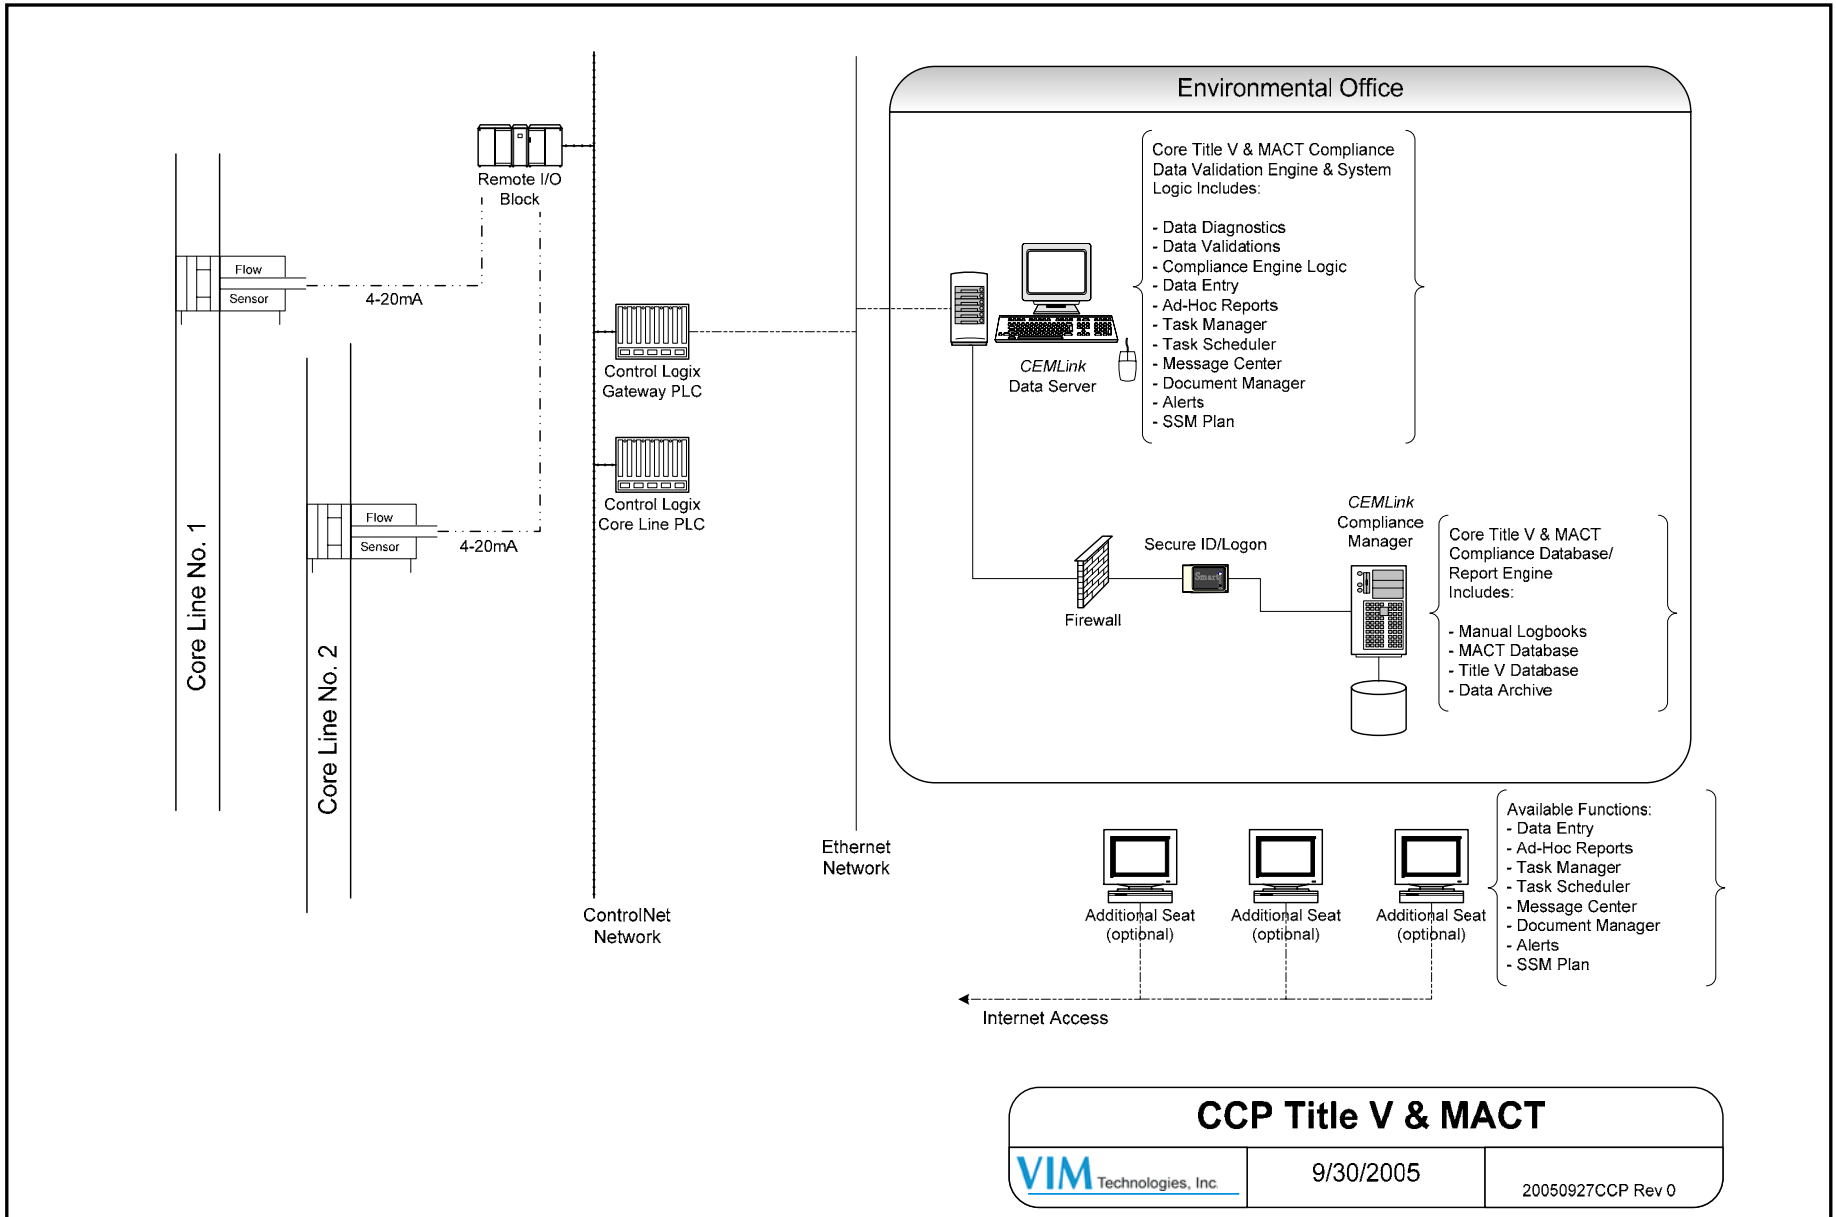 Environmental Office
Core Title V & MACT Compliance
Data Validation Engine & System
Logic Includes:
- Data Diagnostics
- Data Validations
- Compliance Engine Logic
- Data Entry
- Ad-Hoc Reports
- Task Manager
- Task Scheduler
- Message Center
- Document Manager
- Alerts
- SSM Plan
Remote I/O
Block
Flow
Sensor
4-20mA
Core Line No. 1
Flow
Sensor
4-20mA
Core Line No. 2
Control Logix
Gateway PLC
Control Logix
Core Line PLC
ControlNet
Network
Ethernet
Network
CEMLink
Data Server
Firewall
Secure ID/Logon
Smart
CEMLink
Compliance
Manager
Core Title V & MACT
Compliance Database/
Report Engine
Includes:
- Manual Logbooks
- MACT Database
- Title V Database
- Data Archive
Additional Seat
(optional)
Additional Seat
(optional)
Additional Seat
(optional)
Available Functions:
- Data Entry
- Ad-Hoc Reports
- Task Manager
- Task Scheduler
- Message Center
- Document Manager
- Alerts
- SSM Plan
Internet Access
CCP Title V & MACT
VIM Technologies, Inc.
9/30/2005
20050927CCP Rev 0